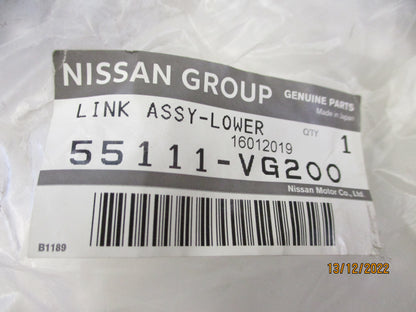 NISSAN GROUP
GENUINE PARTS
Made in Japan
LINK ASSY-LOWER
QTY 1
16012019
55111-VG200
Nissan Motor Co., Ltd.
B1189
13/12/2022